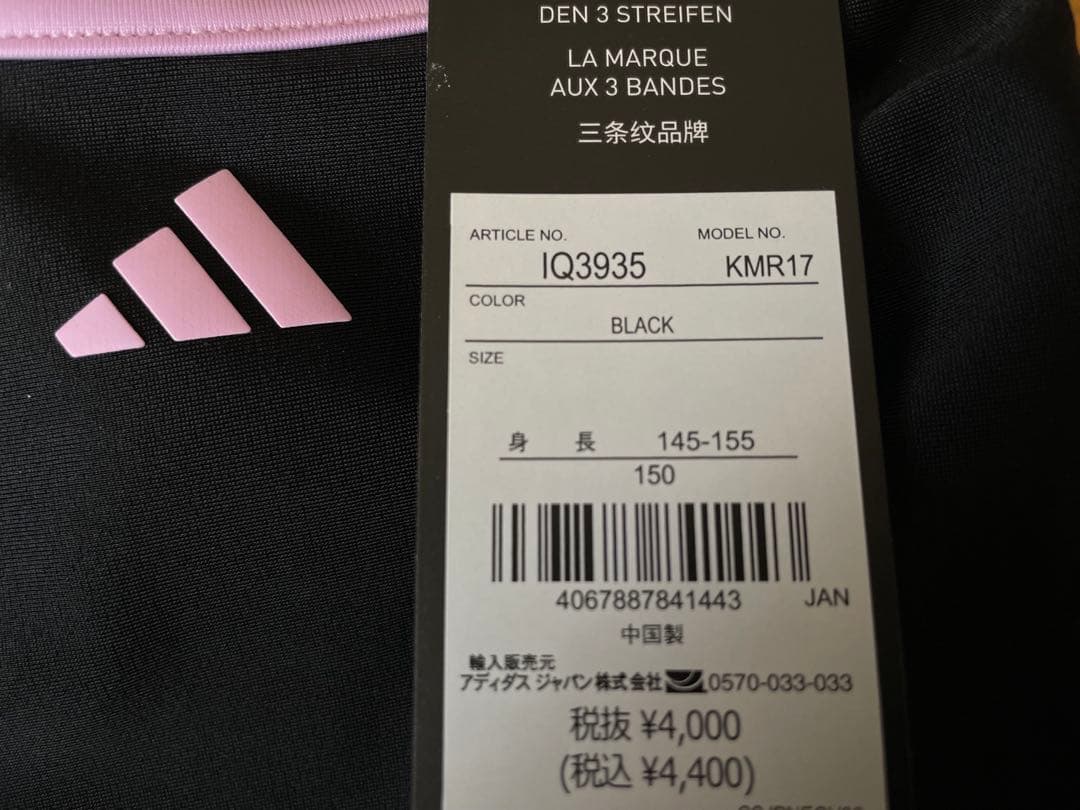 DEN 3 STREIFEN
LA MARQUE
AUX 3 BANDES
三条纹品牌
ARTICLE NO. MODEL NO.
IQ3935 KMR17
COLOR
BLACK
SIZE
身 長 145-155
150
4067887841443 JAN
中国製
輸入販売元
アディダス ジャパン株式会社 0570-033-033
税抜 ¥4,000
(税込 ¥4,400)